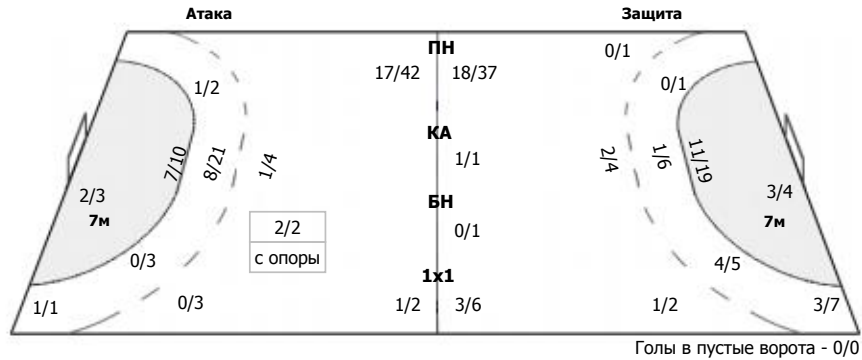 Атака Защита
ПН
0/1
17/42 18/37
1/2 0/1
КА
7/10 8/21 1/4 1/1 2/4 1/6 11/19
2/3 3/4
7м БН 7м
2/2 0/1
с опоры
0/3 4/5
1х1
1/1 0/3 1/2 3/6 1/2 3/7
Голы в пустые ворота - 0/0